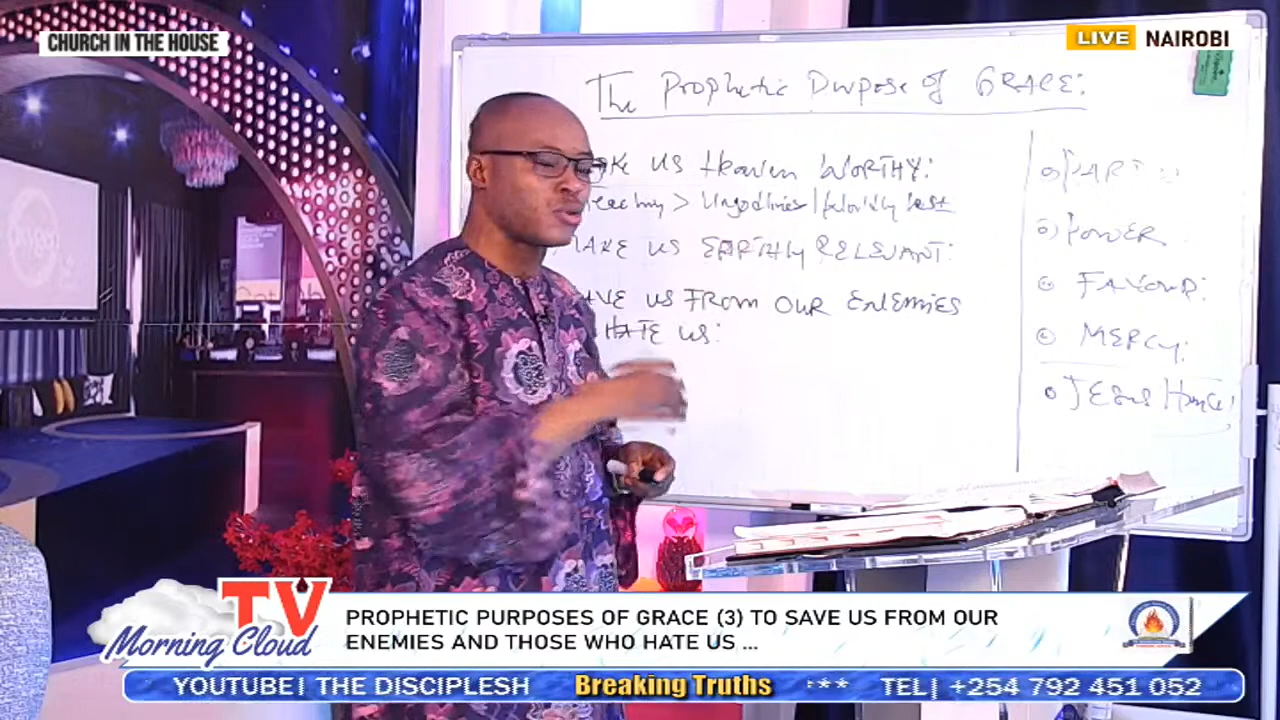 CHURCH IN THE HOUSE
LIVE NAIROBI
The Prophetic Purpose of GRACE:
US Heaven WORTHY:
> Ungodlines / Worldly lust
MAKE US EARTHLY RELEVANT:
US FROM OUR ENEMIES
HATE US:
o) POWER
FAVOUR:
MERCY:
JESUS
TV
Morning Cloud
PROPHETIC PURPOSES OF GRACE (3) TO SAVE US FROM OUR
ENEMIES AND THOSE WHO HATE US ...
YOUTUBE| THE DISCIPLESH Breaking Truths *** TEL| +254 792 451 052